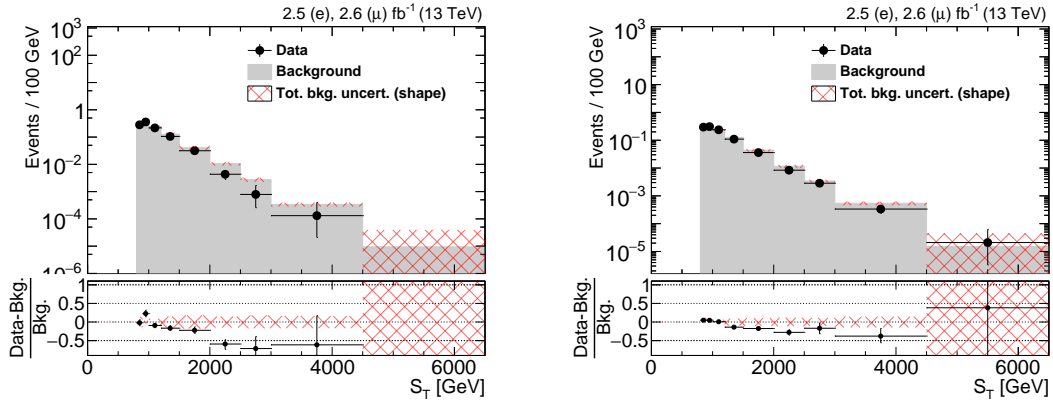 2.5 (e), 2.6 (μ) fb⁻¹ (13 TeV)
Events / 100 GeV
10³
10²
1
10⁻²
10⁻⁴
10⁻⁶
Data
Background
Tot. bkg. uncert. (shape)
Data-Bkg.
Bkg.
1
0.5
0
−0.5
0
2000
4000
6000
S_T [GeV]
2.5 (e), 2.6 (μ) fb⁻¹ (13 TeV)
Events / 100 GeV
10³
10
10⁻¹
10⁻³
10⁻⁵
Data
Background
Tot. bkg. uncert. (shape)
Data-Bkg.
Bkg.
1
0.5
0
−0.5
0
2000
4000
6000
S_T [GeV]